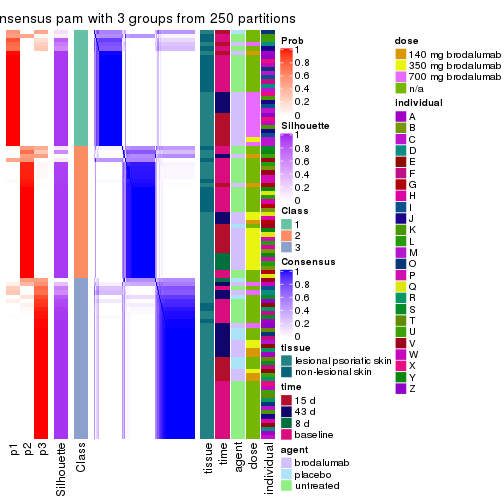 nsensus pam with 3 groups from 250 partitions
Prob
1
0.8
0.6
0.4
0.2
0
Silhouette
1
0.8
0.6
0.4
0.2
0
Class
1
2
3
Consensus
1
0.8
0.6
0.4
0.2
0
tissue
lesional psoriatic skin
non-lesional skin
time
15 d
43 d
8 d
baseline
agent
brodalumab
placebo
untreated
dose
140 mg brodalumab
350 mg brodalumab
700 mg brodalumab
n/a
individual
A
B
C
D
E
F
G
H
I
J
K
L
M
O
P
Q
R
S
T
U
V
W
X
Y
Z
p1
p2
p3
Silhouette
Class
tissue
time
agent
dose
individual